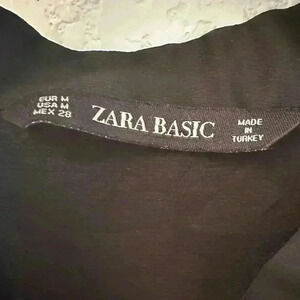 EUR M
USA M
MEX 28
ZARA BASIC
MADE
IN
TURKEY